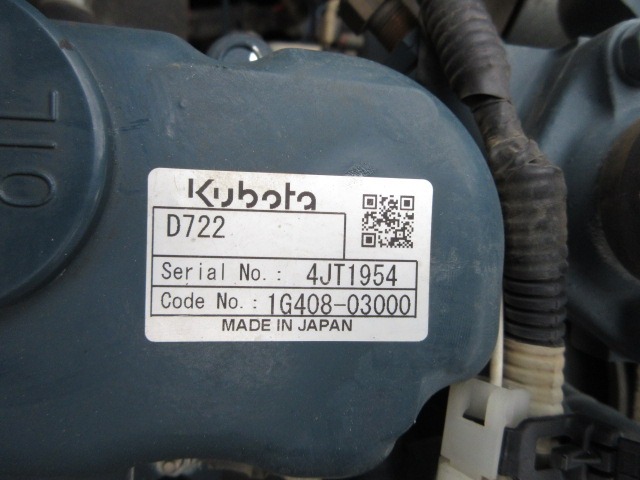 OIL
Kubota
D722
Serial No. : 4JT1954
Code No. : 1G408-03000
MADE IN JAPAN